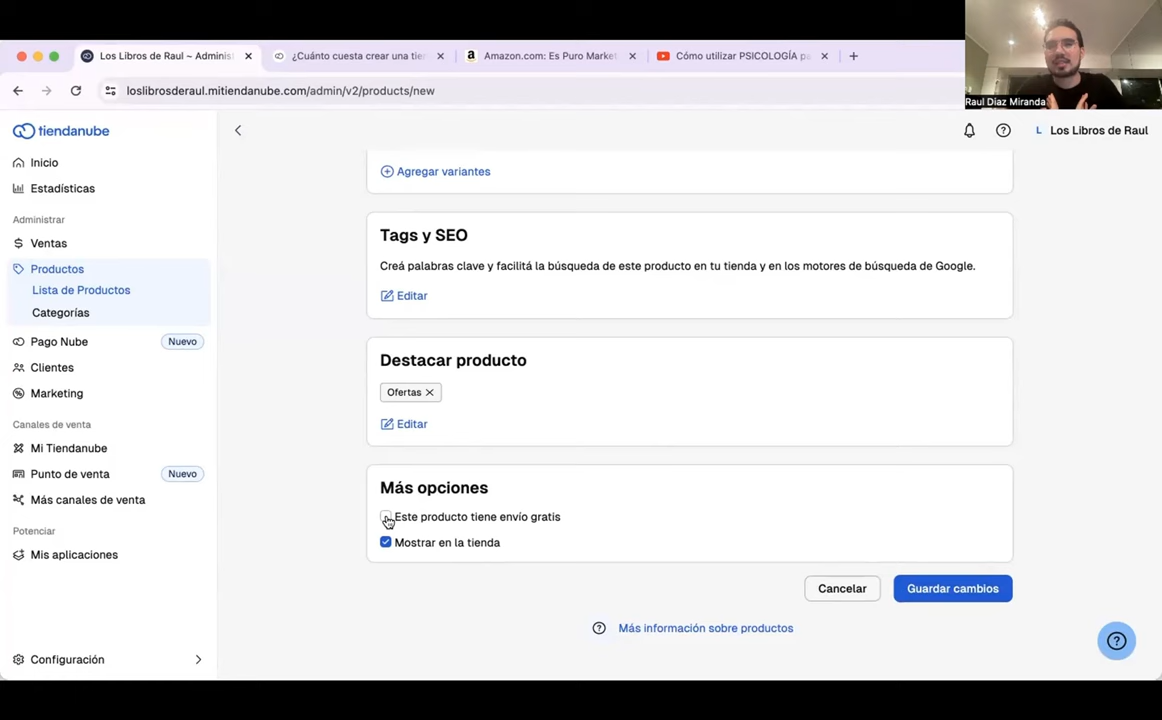 Los Libros de Raul ~ Administ
¿Cuánto cuesta crear una tie
Amazon.com: Es Puro Market
Cómo utilizar PSICOLOGÍA pa
loslibrosderaul.mitiendanube.com/admin/v2/products/new
Raul Diaz Miranda
tiendanube
L Los Libros de Raul
Inicio
Estadísticas
Administrar
Ventas
Productos
Lista de Productos
Categorías
Pago Nube Nuevo
Clientes
Marketing
Canales de venta
Mi Tiendanube
Punto de venta Nuevo
Más canales de venta
Potenciar
Mis aplicaciones
Configuración
Agregar variantes
Tags y SEO
Creá palabras clave y facilitá la búsqueda de este producto en tu tienda y en los motores de búsqueda de Google.
Editar
Destacar producto
Ofertas
Editar
Más opciones
Este producto tiene envío gratis
Mostrar en la tienda
Cancelar
Guardar cambios
Más información sobre productos